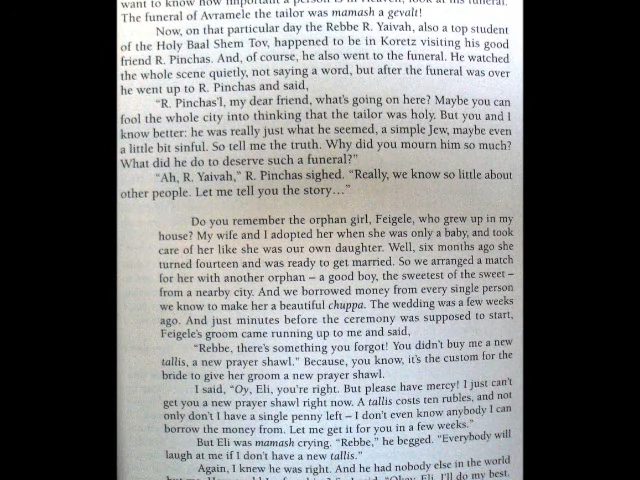 want to know how important a person is in Heaven, look at his funeral.
The funeral of Avramele the tailor was mamash a gevalt!
Now, on that particular day the Rebbe R. Yaivah, also a top student
of the Holy Baal Shem Tov, happened to be in Koretz visiting his good
friend R. Pinchas. And, of course, he also went to the funeral. He watched
the whole scene quietly, not saying a word, but after the funeral was over
he went up to R. Pinchas and said,
"R. Pinchas'l, my dear friend, what's going on here? Maybe you can
fool the whole city into thinking that the tailor was holy. But you and I
know better: he was really just what he seemed, a simple Jew, maybe even
a little bit sinful. So tell me the truth. Why did you mourn him so much?
What did he do to deserve such a funeral?"
"Ah, R. Yaivah," R. Pinchas sighed. "Really, we know so little about
other people. Let me tell you the story…"
Do you remember the orphan girl, Feigele, who grew up in my
house? My wife and I adopted her when she was only a baby, and took
care of her like she was our own daughter. Well, six months ago she
turned fourteen and was ready to get married. So we arranged a match
for her with another orphan – a good boy, the sweetest of the sweet –
from a nearby city. And we borrowed money from every single person
we know to make her a beautiful chuppa. The wedding was a few weeks
ago. And just minutes before the ceremony was supposed to start,
Feigele's groom came running up to me and said,
"Rebbe, there's something you forgot! You didn't buy me a new
tallis, a new prayer shawl." Because, you know, it's the custom for the
bride to give her groom a new prayer shawl.
I said, "Oy, Eli, you're right. But please have mercy! I just can't
get you a new prayer shawl right now. A tallis costs ten rubles, and not
only don't I have a single penny left – I don't even know anybody I can
borrow the money from. Let me get it for you in a few weeks."
But Eli was mamash crying. "Rebbe," he begged. "Everybody will
laugh at me if I don't have a new tallis."
Again, I knew he was right. And he had nobody else in the world
"Okay, Eli, I'll do my best.